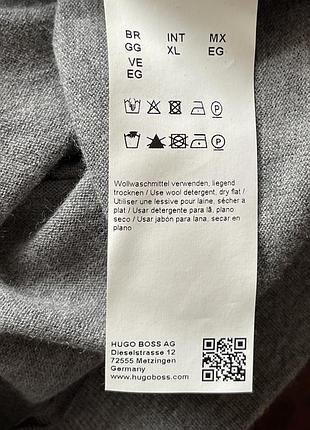 BR INT MX
GG XL EG
VE
EG
Wollwaschmittel verwenden, liegend
trocknen / Use wool detergent, dry flat /
Utiliser une lessive pour laine, sécher à
plat / Usar detergente para lã, plano
seco / Usar jabón para lana, secar en
plano
HUGO BOSS AG
Dieselstrasse 12
72555 Metzingen
Germany
www.hugoboss.com